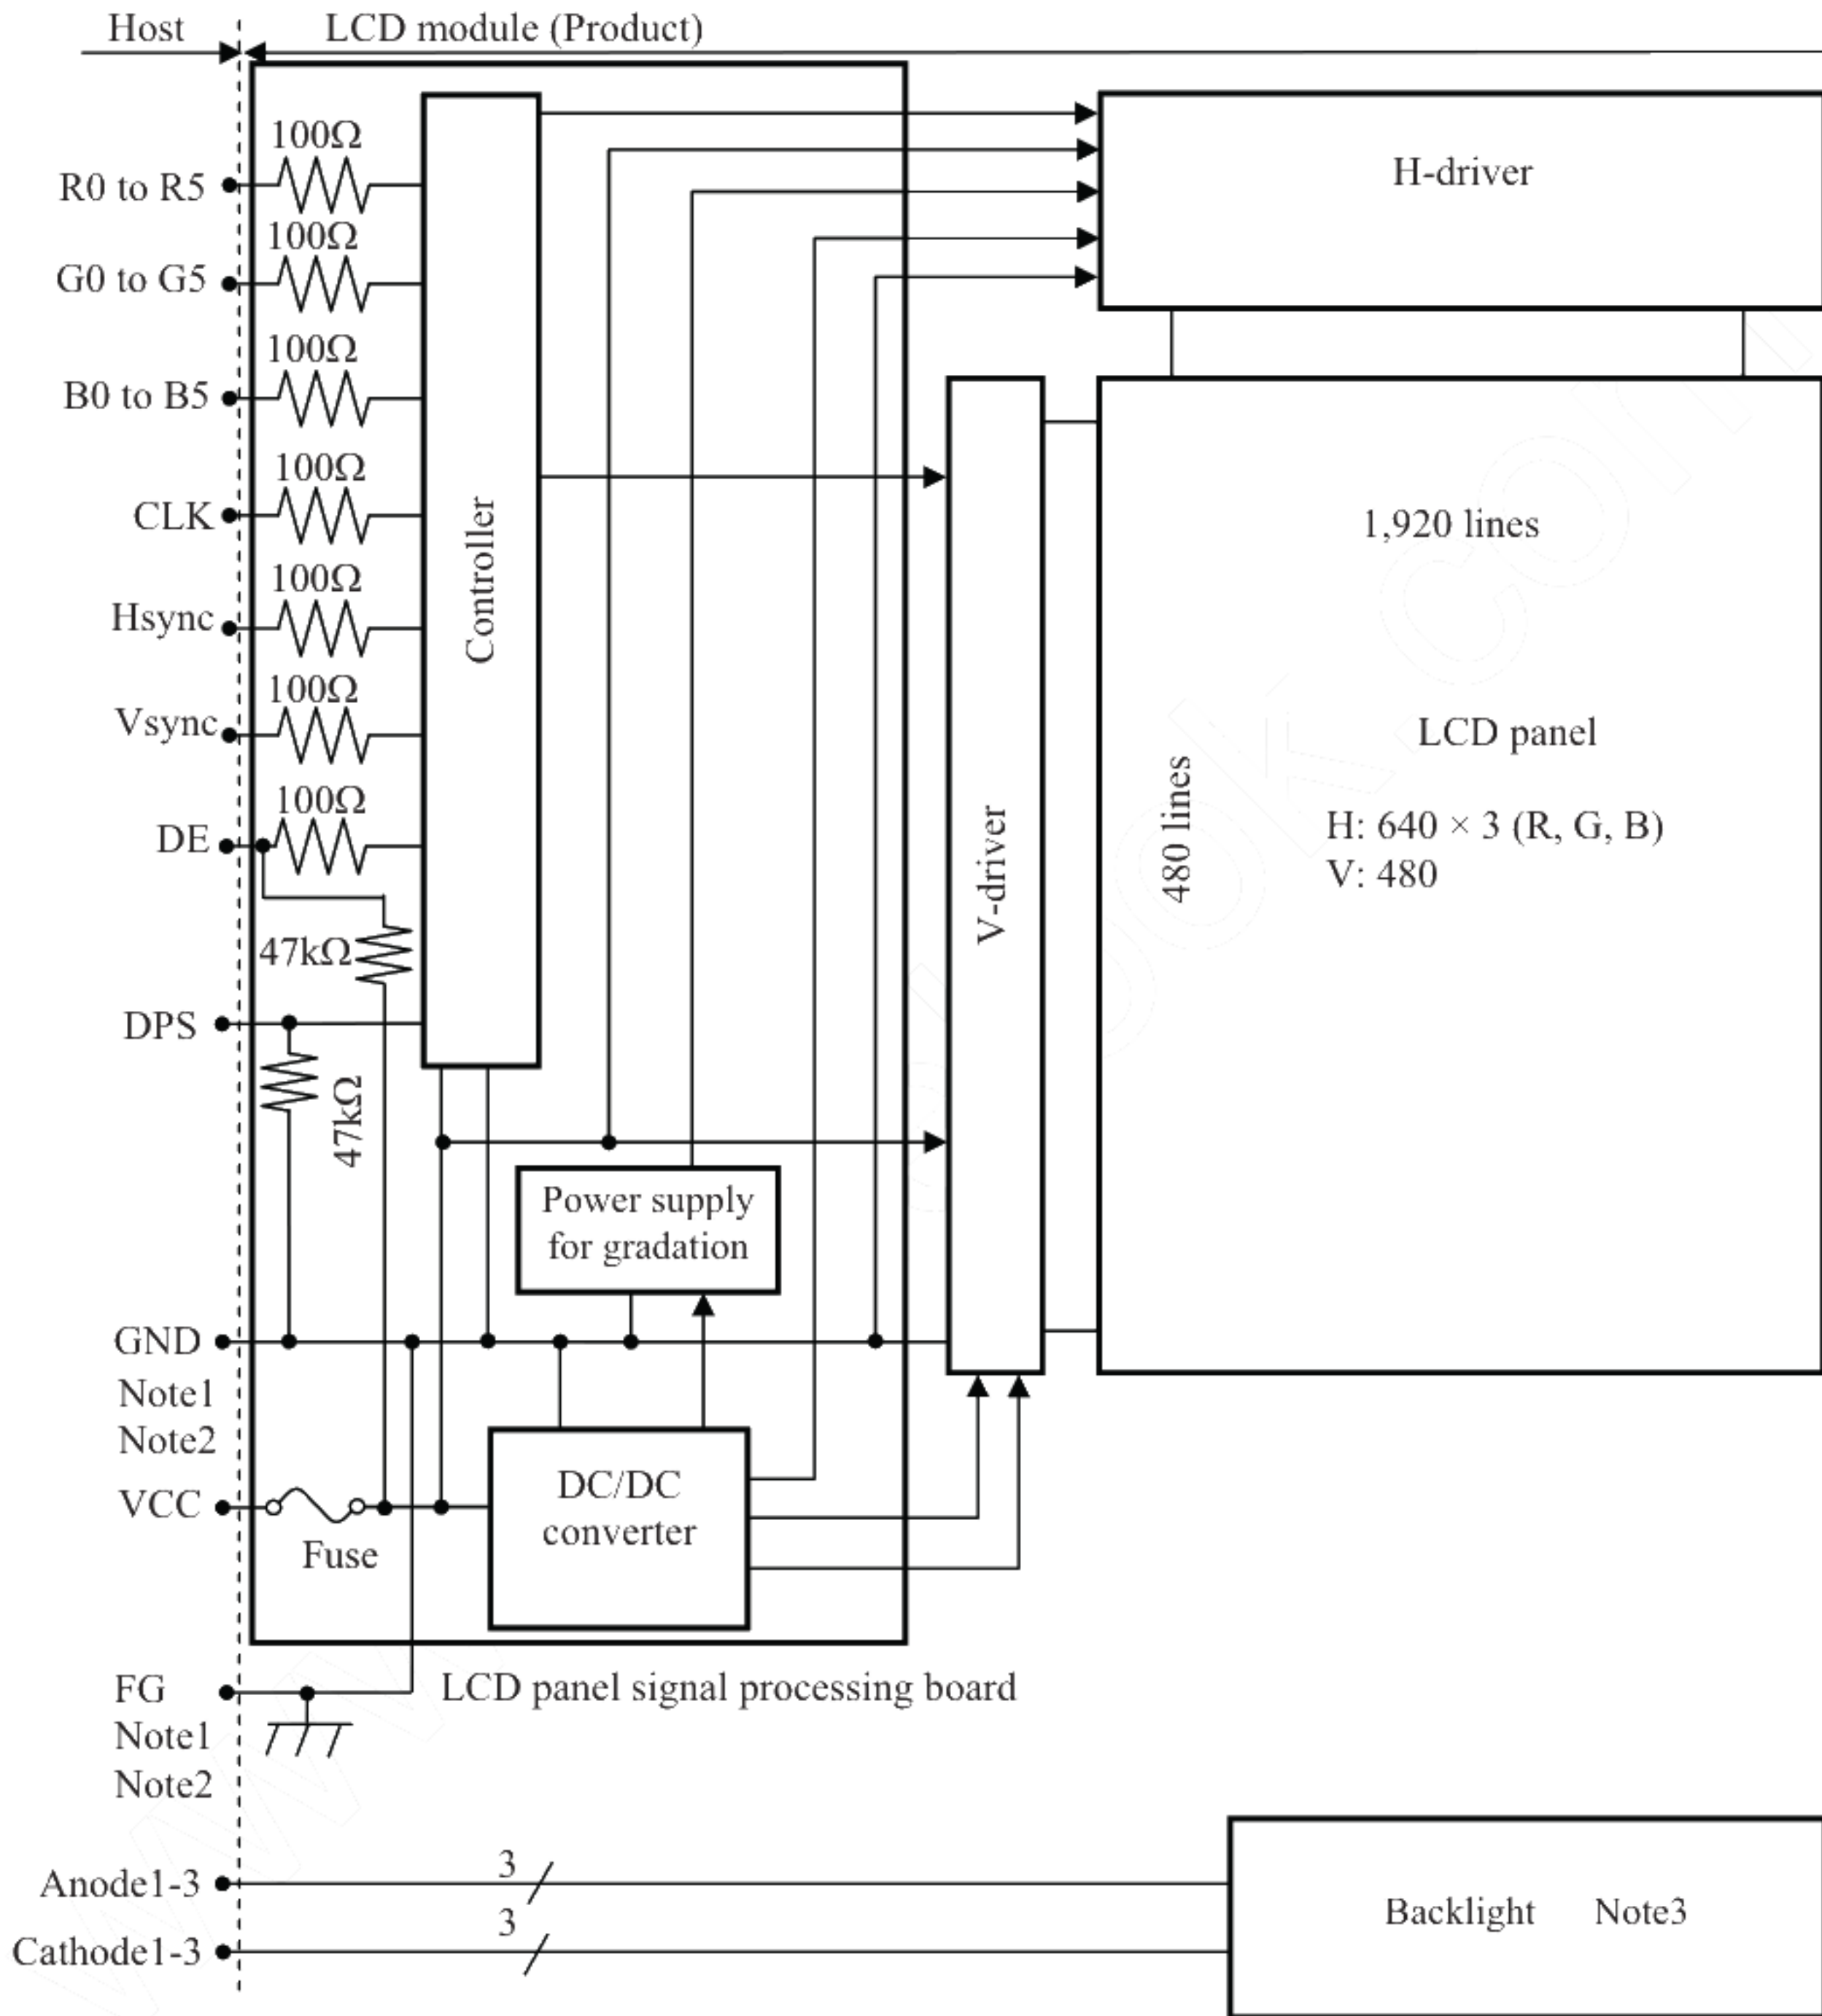 Host
LCD module (Product)
100Ω
R0 to R5
100Ω
G0 to G5
100Ω
B0 to B5
100Ω
CLK
100Ω
Hsync
100Ω
Vsync
100Ω
DE
47kΩ
DPS
47kΩ
GND
Note1
Note2
VCC
Fuse
Controller
Power supply
for gradation
DC/DC
converter
H-driver
V-driver
1,920 lines
480 lines
LCD panel
H: 640 × 3 (R, G, B)
V: 480
FG
Note1
Note2
LCD panel signal processing board
Anode1-3
3
Cathode1-3
3
Backlight Note3